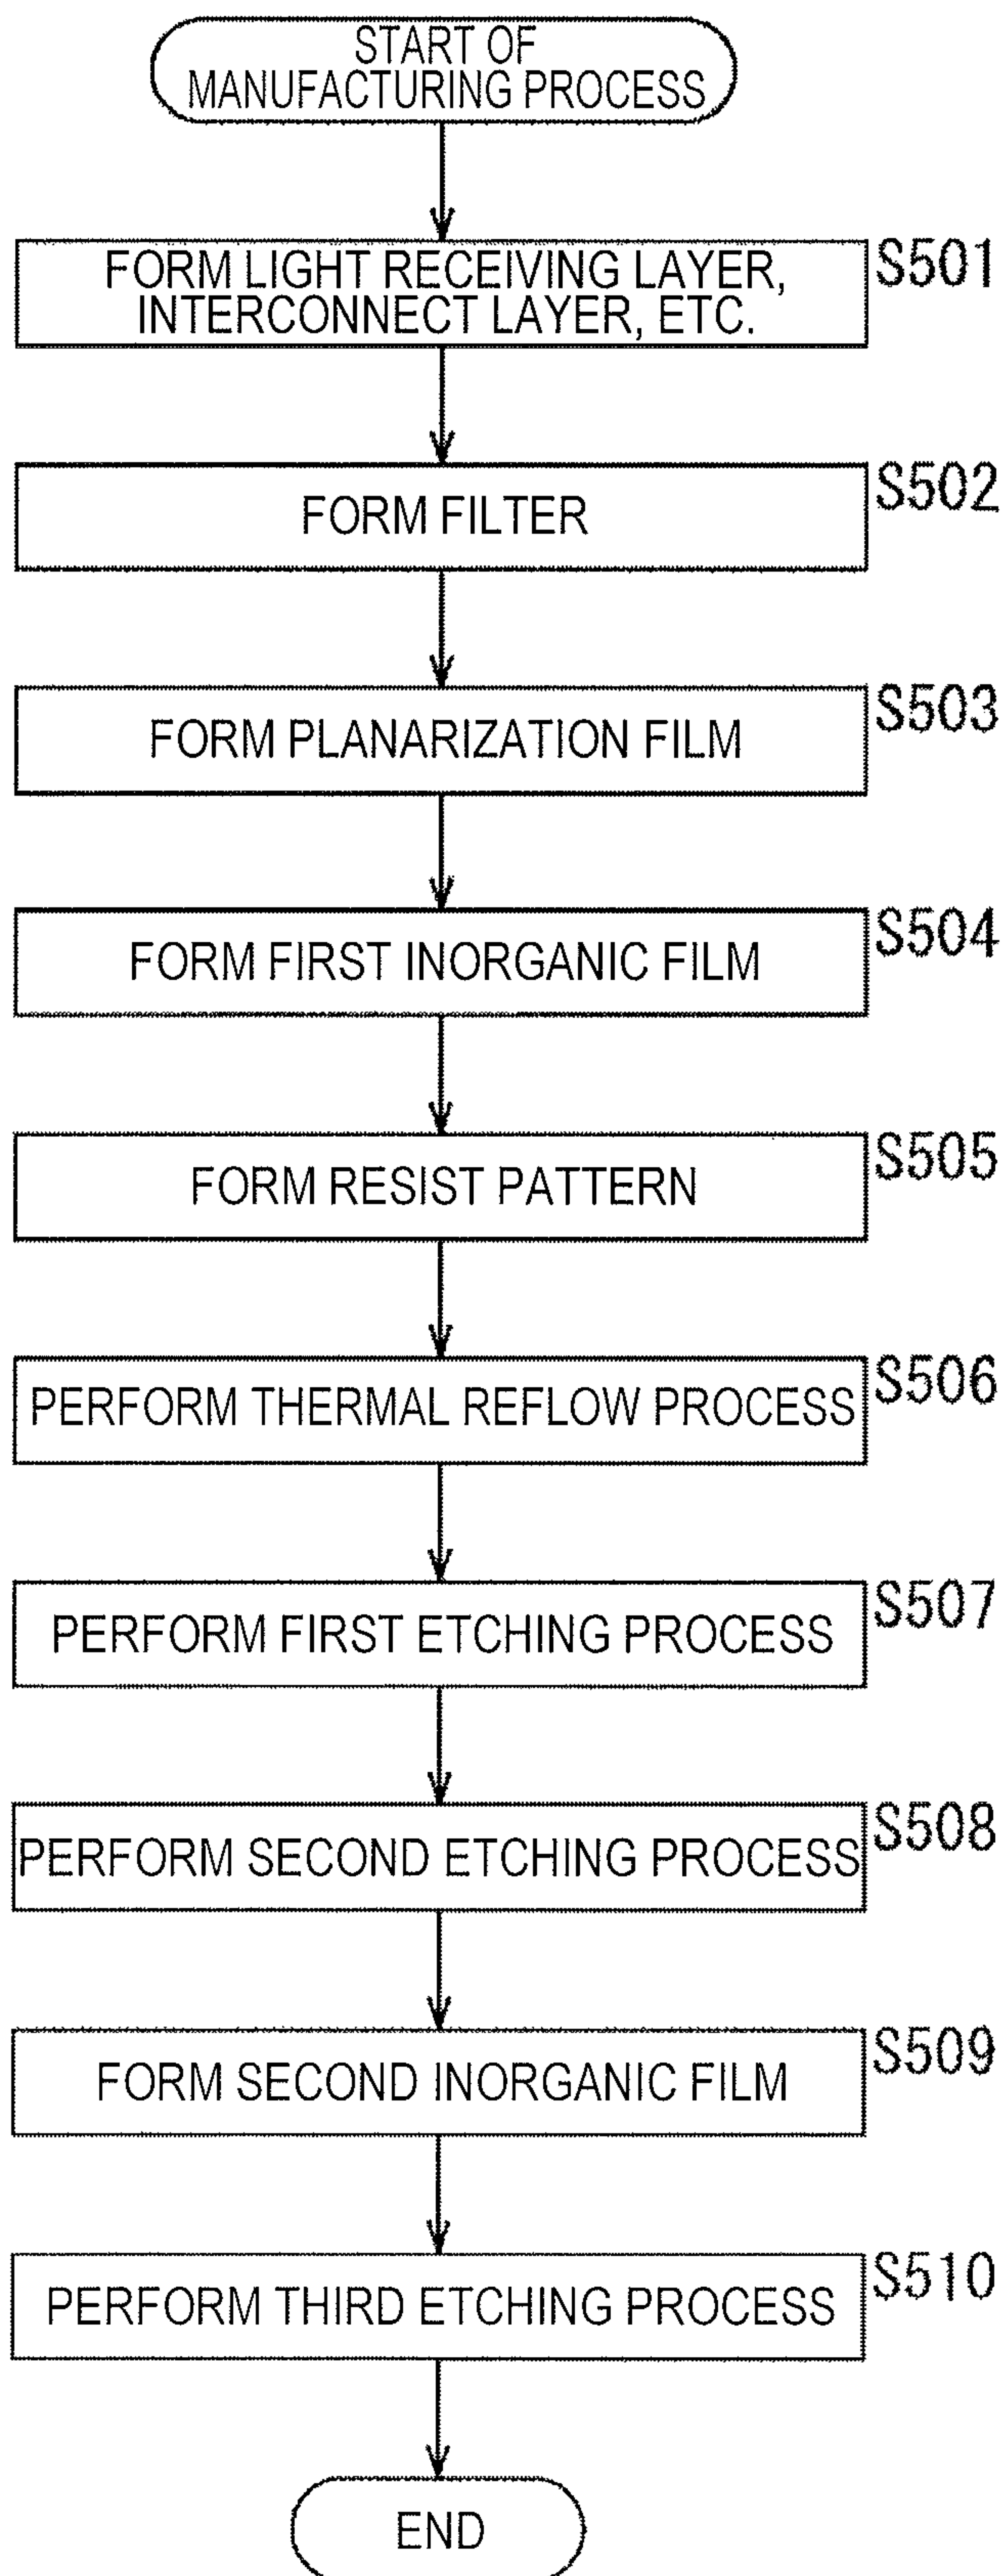 START OF
MANUFACTURING PROCESS
S501
FORM LIGHT RECEIVING LAYER,
INTERCONNECT LAYER, ETC.
S502
FORM FILTER
S503
FORM PLANARIZATION FILM
S504
FORM FIRST INORGANIC FILM
S505
FORM RESIST PATTERN
S506
PERFORM THERMAL REFLOW PROCESS
S507
PERFORM FIRST ETCHING PROCESS
S508
PERFORM SECOND ETCHING PROCESS
S509
FORM SECOND INORGANIC FILM
S510
PERFORM THIRD ETCHING PROCESS
END